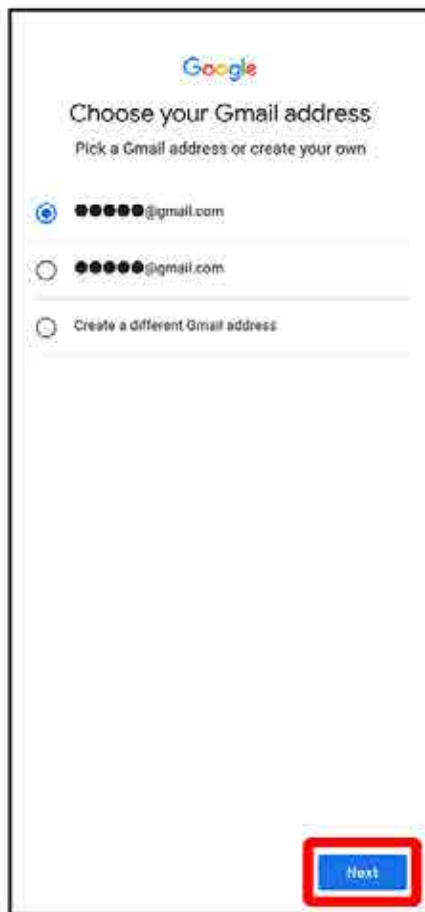 Google
Choose your Gmail address
Pick a Gmail address or create your own
●●●●●@gmail.com
●●●●●@gmail.com
Create a different Gmail address
Next